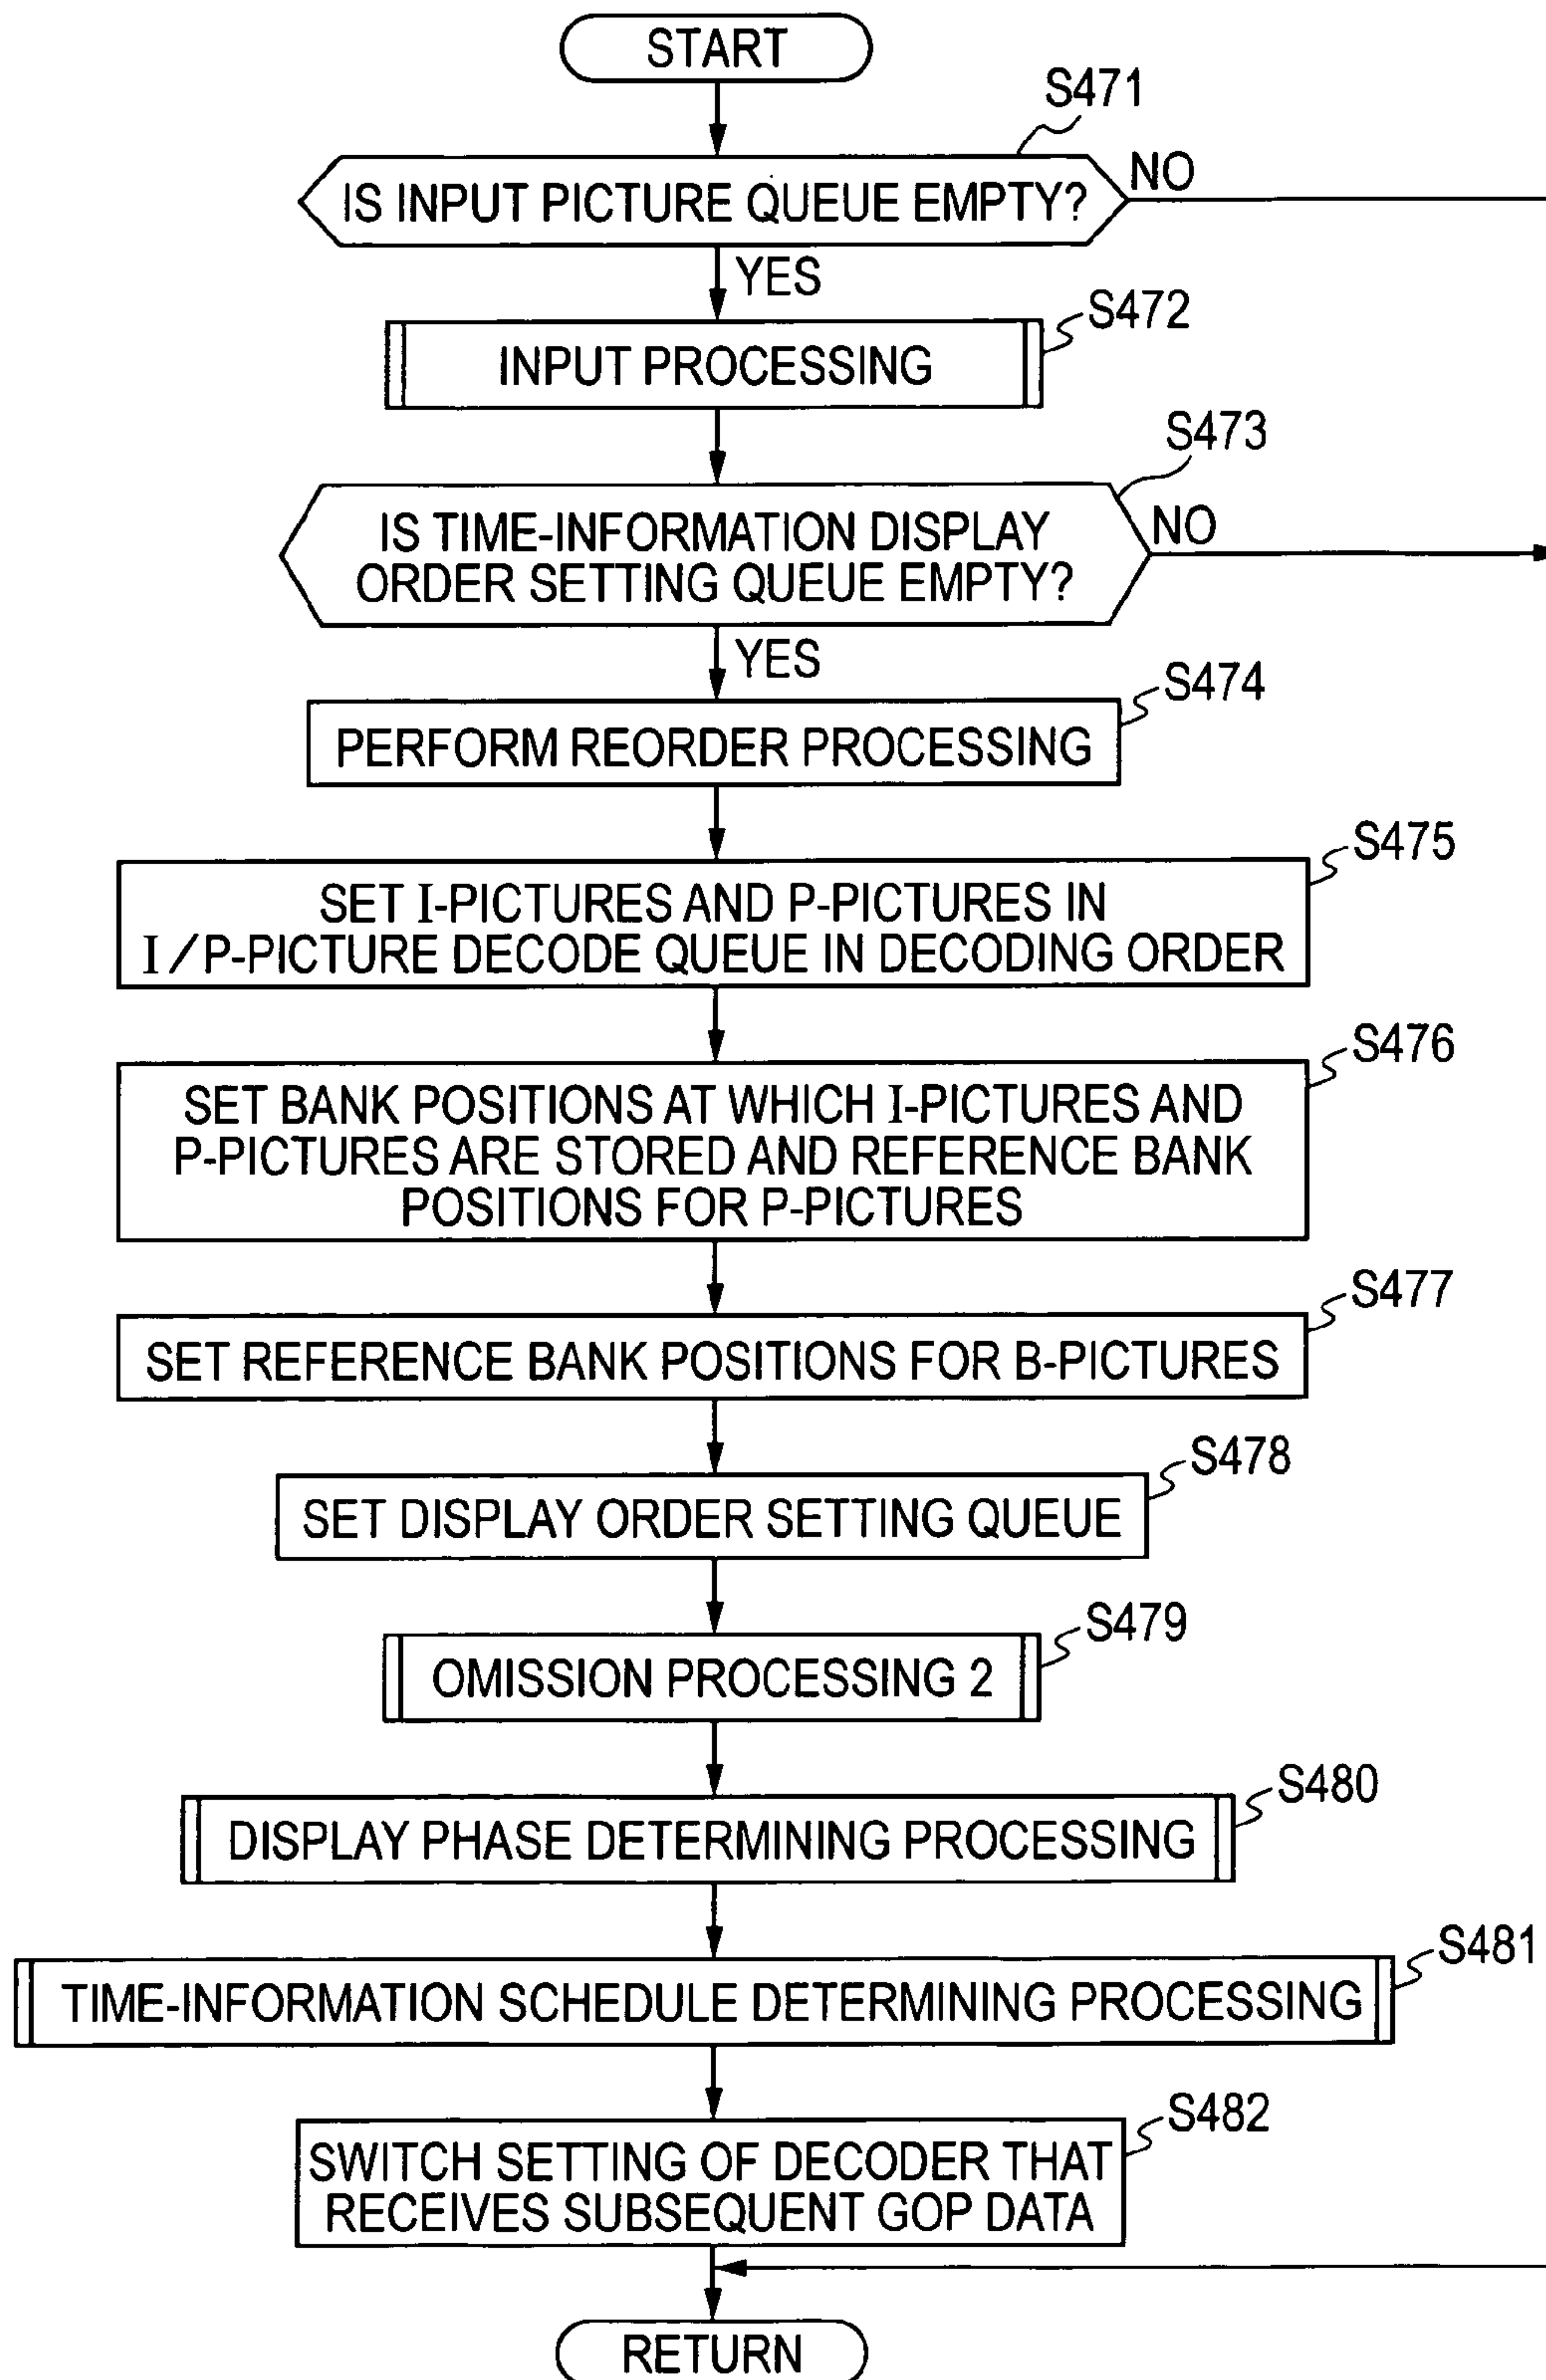 START
S471
IS INPUT PICTURE QUEUE EMPTY?
NO
YES
S472
INPUT PROCESSING
S473
IS TIME-INFORMATION DISPLAY
ORDER SETTING QUEUE EMPTY?
NO
YES
S474
PERFORM REORDER PROCESSING
S475
SET I-PICTURES AND P-PICTURES IN
I/P-PICTURE DECODE QUEUE IN DECODING ORDER
S476
SET BANK POSITIONS AT WHICH I-PICTURES AND
P-PICTURES ARE STORED AND REFERENCE BANK
POSITIONS FOR P-PICTURES
S477
SET REFERENCE BANK POSITIONS FOR B-PICTURES
S478
SET DISPLAY ORDER SETTING QUEUE
S479
OMISSION PROCESSING 2
S480
DISPLAY PHASE DETERMINING PROCESSING
S481
TIME-INFORMATION SCHEDULE DETERMINING PROCESSING
S482
SWITCH SETTING OF DECODER THAT
RECEIVES SUBSEQUENT GOP DATA
RETURN